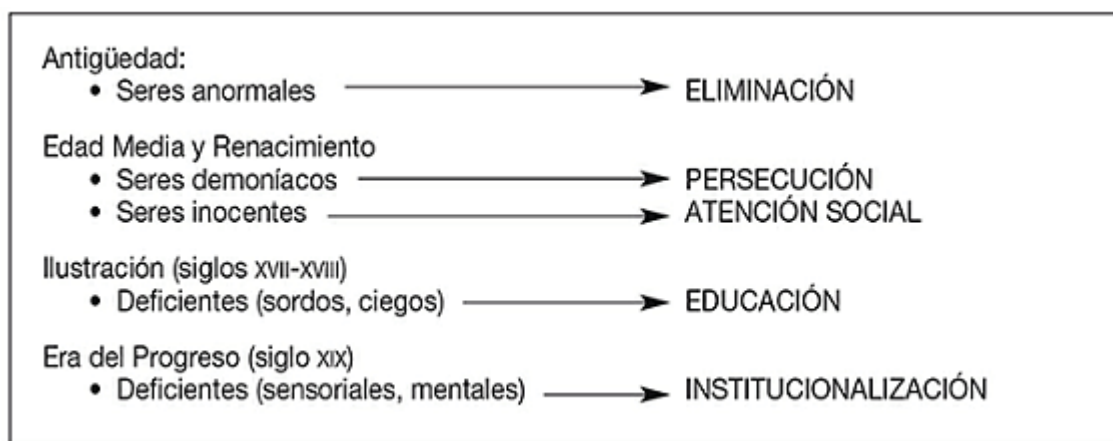 Antigüedad:
• Seres anormales ELIMINACIÓN
Edad Media y Renacimiento
• Seres demoníacos PERSECUCIÓN
• Seres inocentes ATENCIÓN SOCIAL
Ilustración (siglos XVII-XVIII)
• Deficientes (sordos, ciegos) EDUCACIÓN
Era del Progreso (siglo XIX)
• Deficientes (sensoriales, mentales) INSTITUCIONALIZACIÓN